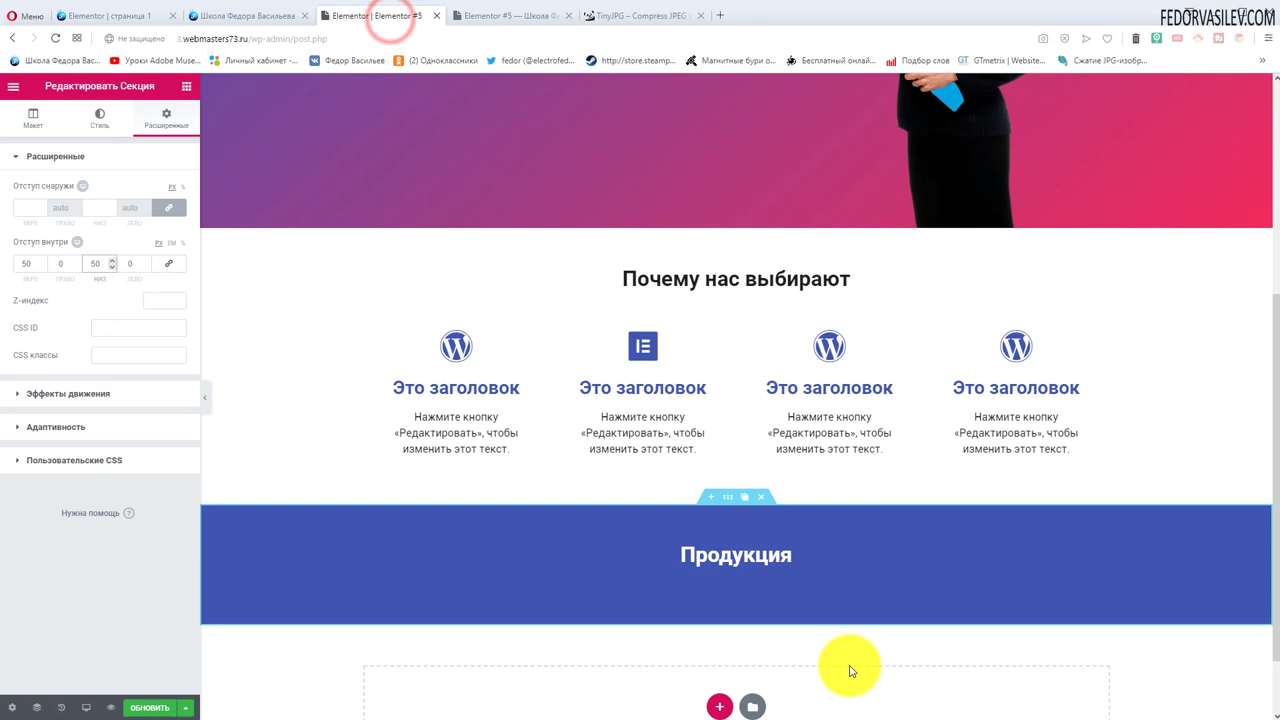 Меню
Elementor | страница 1
Школа Федора Васильева
Elementor | Elementor #5
Elementor #5 — Школа Ф
TinyJPG – Compress JPEG
FEDORVASILEV.COM
Не защищено
3.webmasters73.ru/wp-admin/post.php
Школа Федора Васи...
Уроки Adobe Muse...
Личный кабинет -...
Федор Васильев
(2) Одноклассники
fedor (@electrofed...
http://store.steamp...
Магнитные бури о...
Бесплатный онлай...
Подбор слов
GT
GTmetrix | Website...
Сжатие JPG-изобр...
Редактировать Секция
Макет
Стиль
Расширенные
Расширенные
Отступ снаружи
PX %
auto
auto
ВЕРХ ПРАВО НИЗ ЛЕВО
Отступ внутри
PX EM %
50 0 50 0
ВЕРХ ПРАВО НИЗ ЛЕВО
Z-индекс
CSS ID
CSS классы
Эффекты движения
Адаптивность
Пользовательские CSS
Нужна помощь ?
ОБНОВИТЬ
Почему нас выбирают
Это заголовок
Нажмите кнопку
«Редактировать», чтобы
изменить этот текст.
Это заголовок
Нажмите кнопку
«Редактировать», чтобы
изменить этот текст.
Это заголовок
Нажмите кнопку
«Редактировать», чтобы
изменить этот текст.
Это заголовок
Нажмите кнопку
«Редактировать», чтобы
изменить этот текст.
Продукция